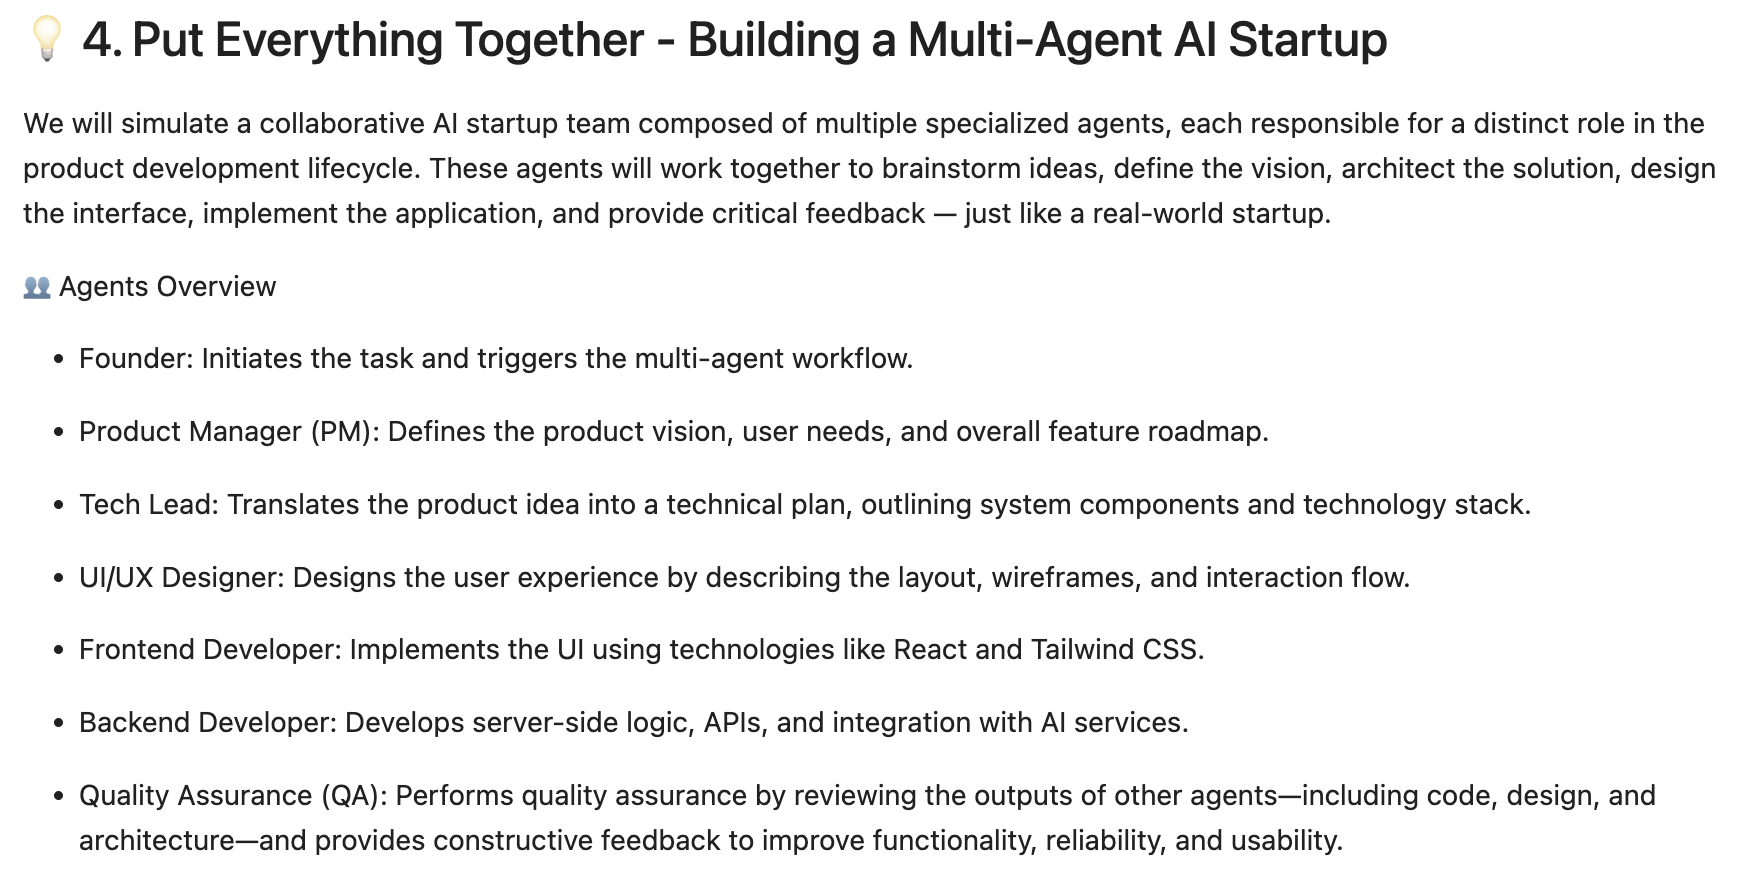 💡 4. Put Everything Together - Building a Multi-Agent AI Startup
We will simulate a collaborative AI startup team composed of multiple specialized agents, each responsible for a distinct role in the
product development lifecycle. These agents will work together to brainstorm ideas, define the vision, architect the solution, design
the interface, implement the application, and provide critical feedback — just like a real-world startup.
👥 Agents Overview
• Founder: Initiates the task and triggers the multi-agent workflow.
• Product Manager (PM): Defines the product vision, user needs, and overall feature roadmap.
• Tech Lead: Translates the product idea into a technical plan, outlining system components and technology stack.
• UI/UX Designer: Designs the user experience by describing the layout, wireframes, and interaction flow.
• Frontend Developer: Implements the UI using technologies like React and Tailwind CSS.
• Backend Developer: Develops server-side logic, APIs, and integration with AI services.
• Quality Assurance (QA): Performs quality assurance by reviewing the outputs of other agents—including code, design, and
architecture—and provides constructive feedback to improve functionality, reliability, and usability.